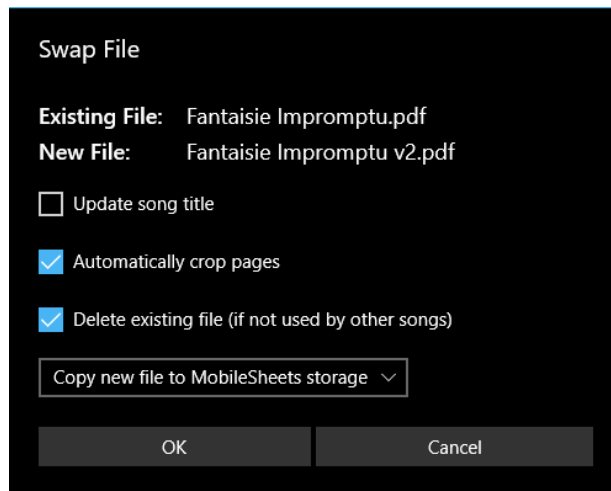 Swap File
Existing File: Fantaisie Impromptu.pdf
New File: Fantaisie Impromptu v2.pdf
Update song title
Automatically crop pages
Delete existing file (if not used by other songs)
Copy new file to MobileSheets storage
OK Cancel